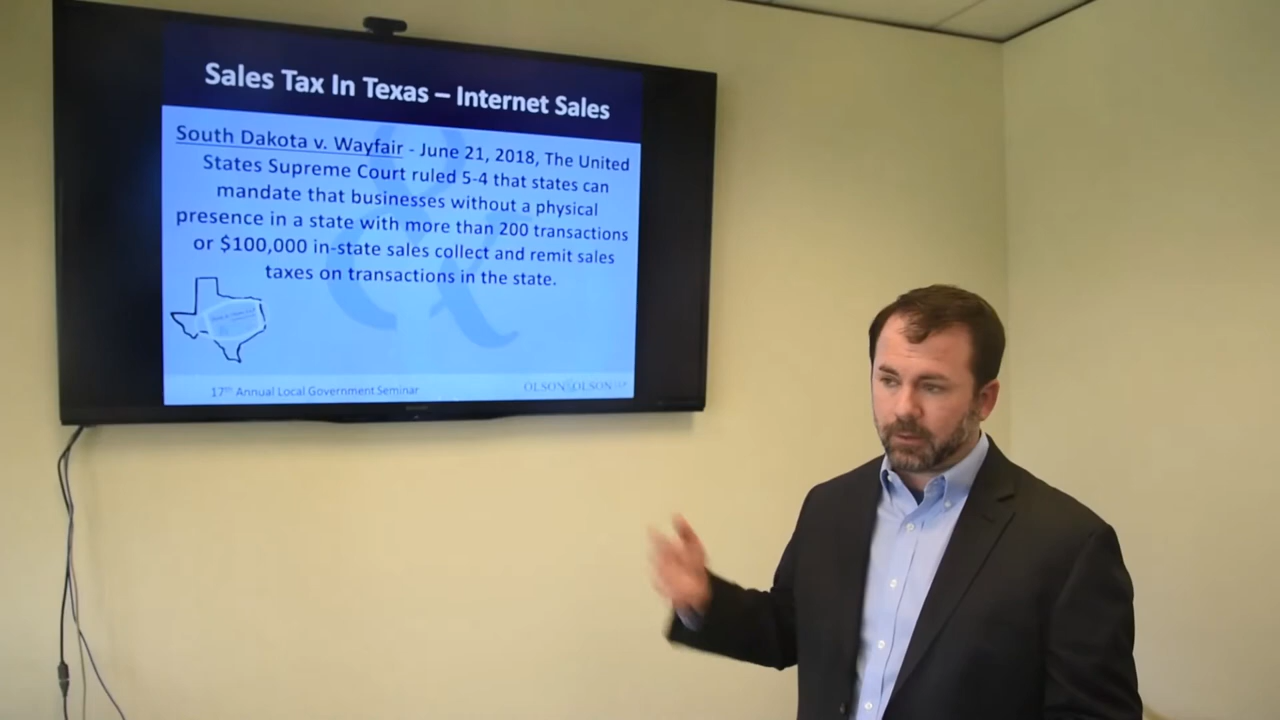 Sales Tax In Texas – Internet Sales
South Dakota v. Wayfair - June 21, 2018, The United
States Supreme Court ruled 5-4 that states can
mandate that businesses without a physical
presence in a state with more than 200 transactions
or $100,000 in-state sales collect and remit sales
taxes on transactions in the state.
17th Annual Local Government Seminar
OLSON & OLSON LLP